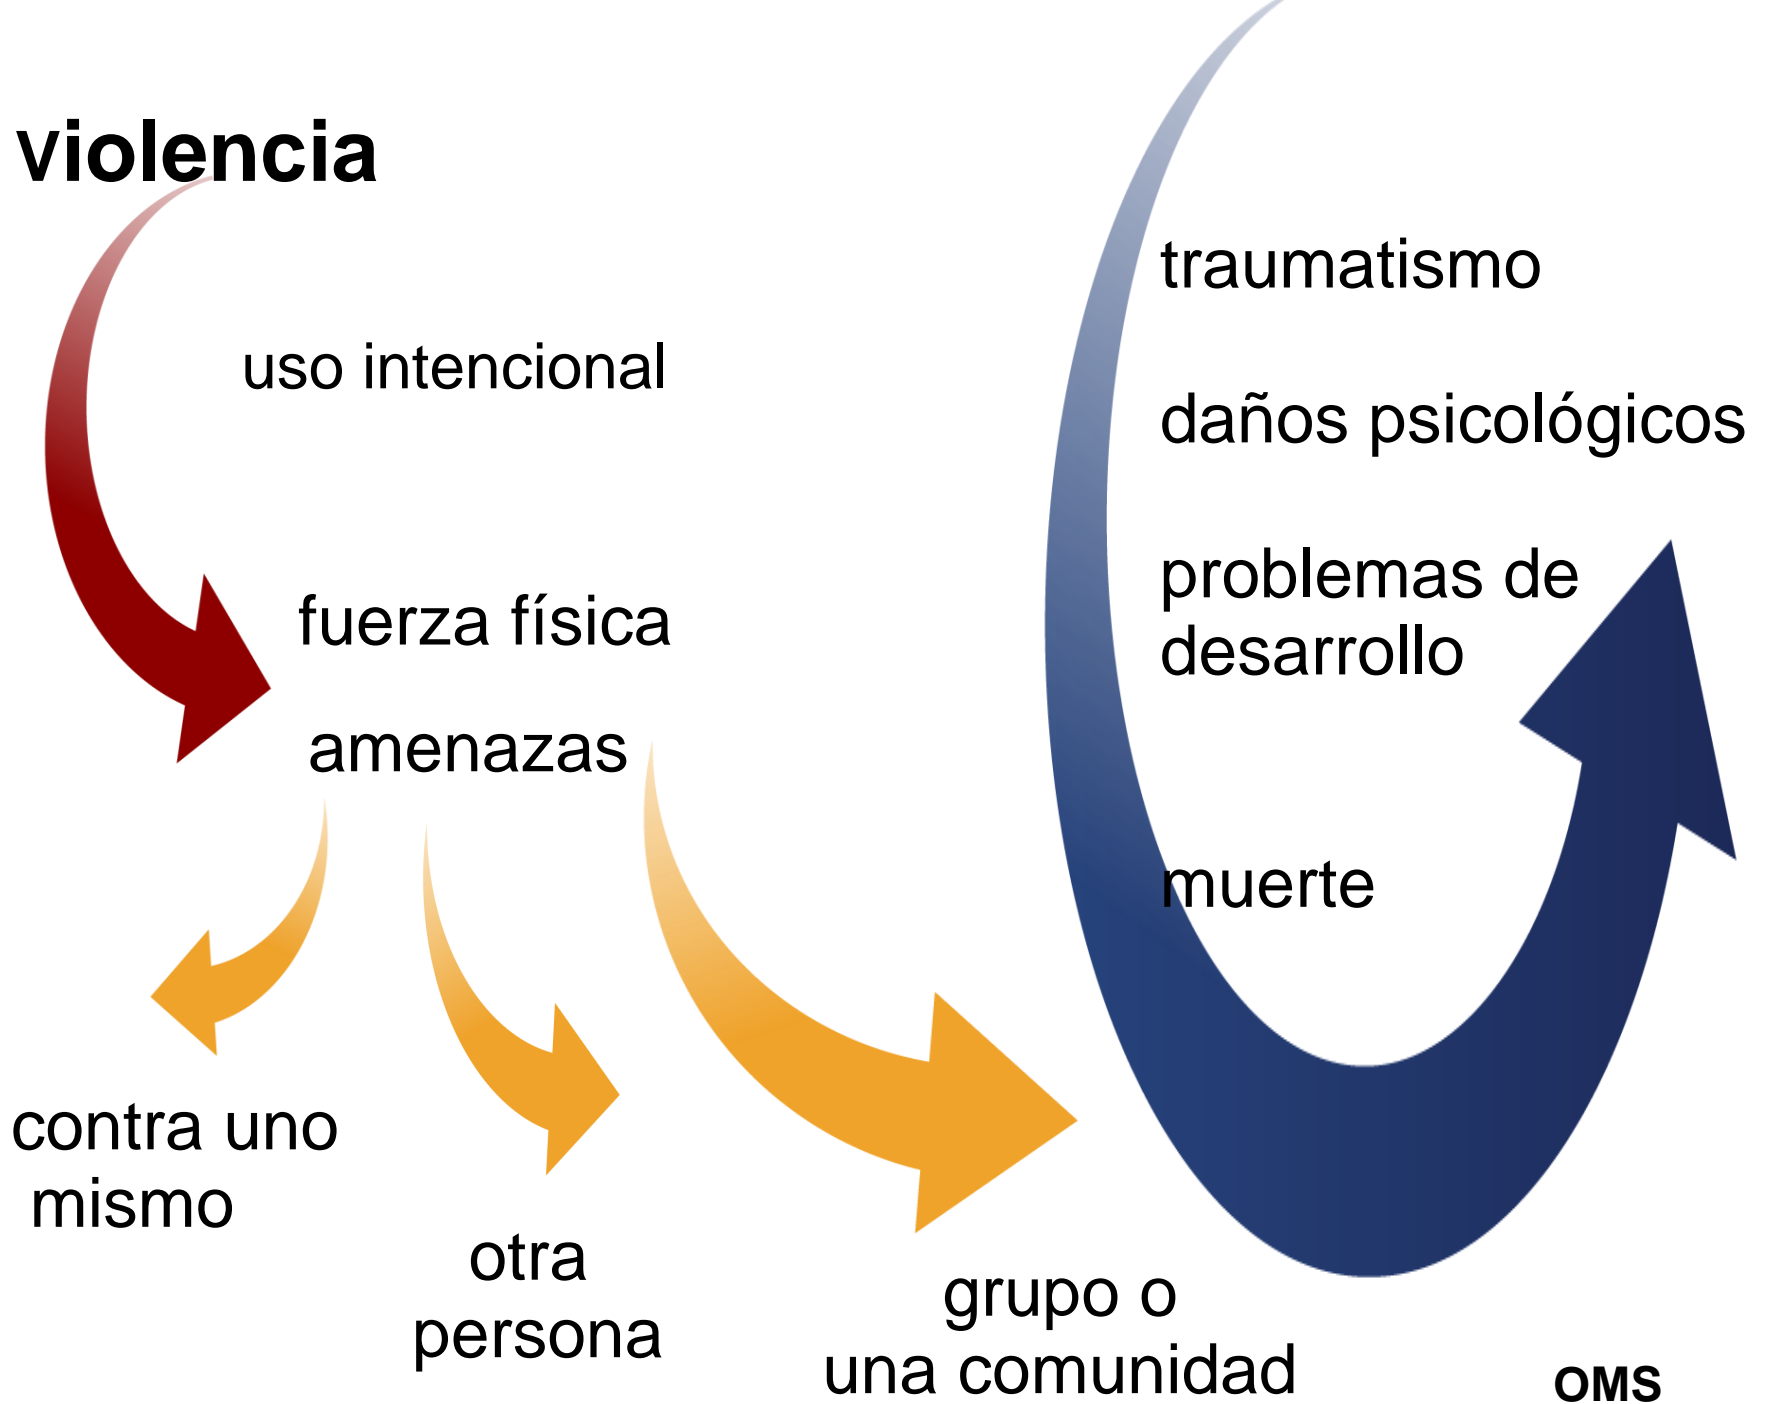 violencia
uso intencional
fuerza física
amenazas
contra uno
mismo
otra
persona
grupo o
una comunidad
traumatismo
daños psicológicos
problemas de
desarrollo
muerte
OMS